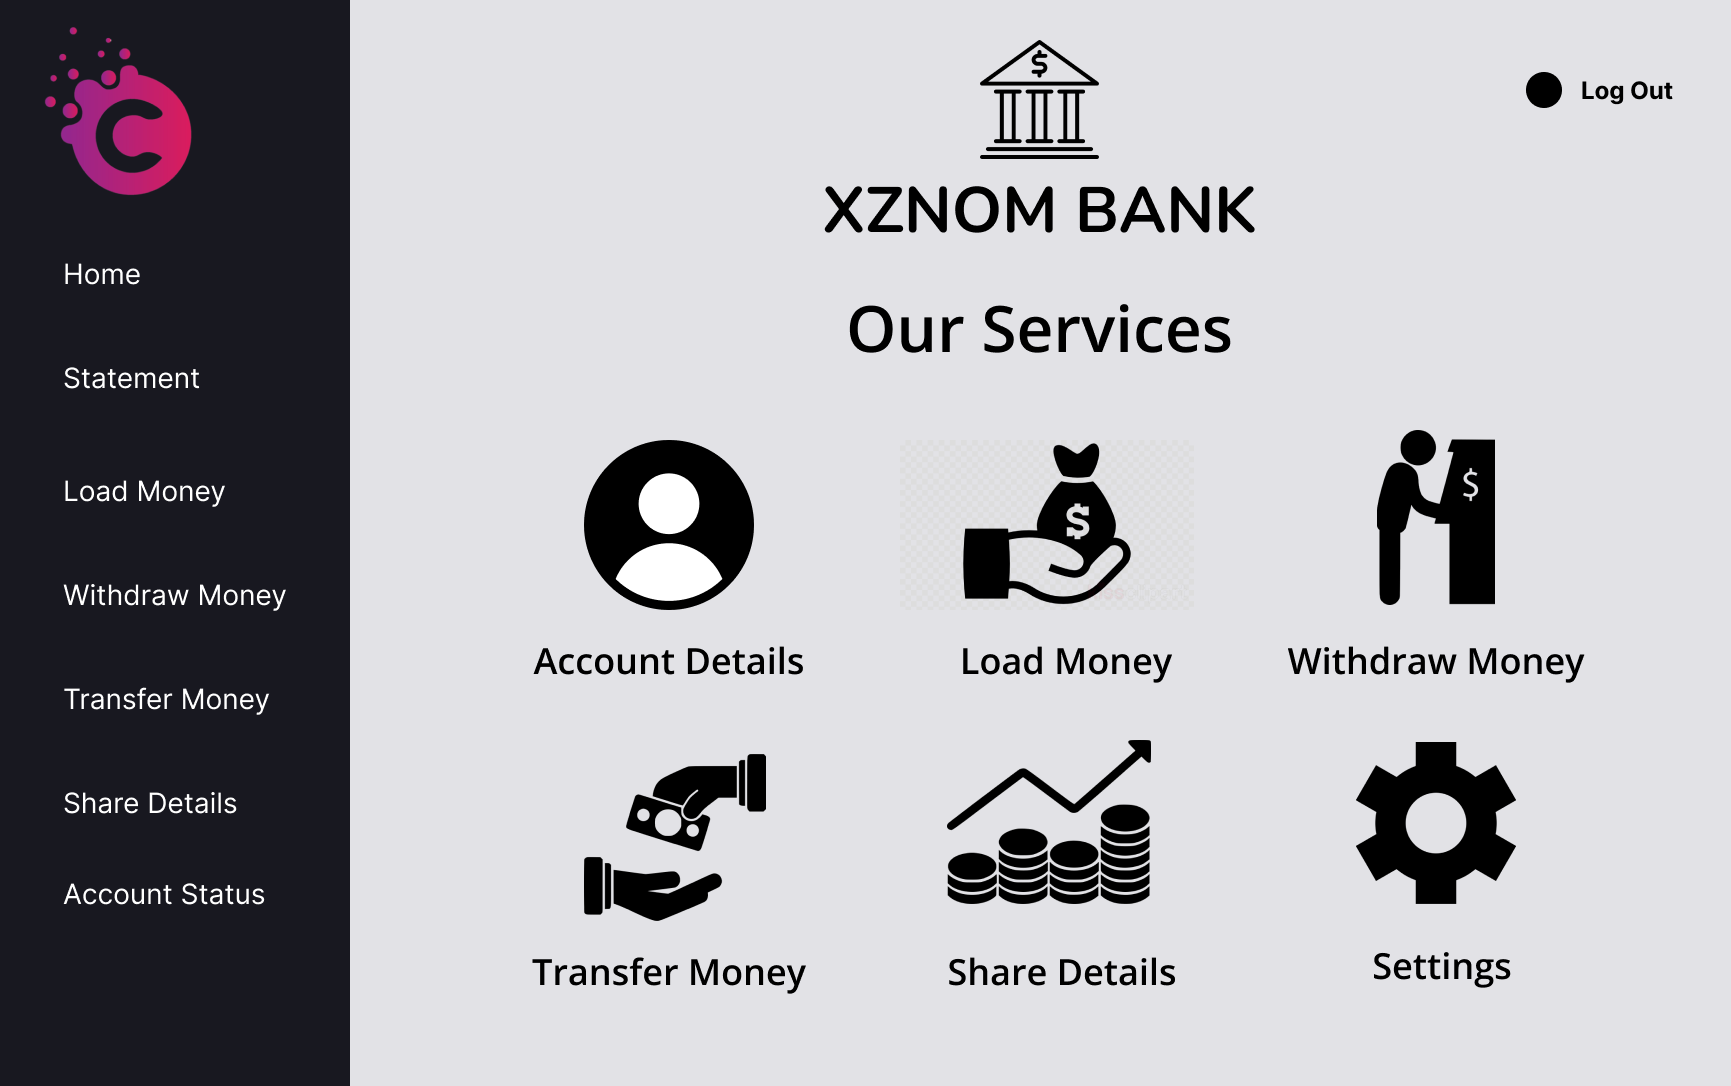 Home
Statement
Load Money
Withdraw Money
Transfer Money
Share Details
Account Status
$
XZNOM BANK
Log Out
Our Services
$
$
Account Details
Load Money
Withdraw Money
Transfer Money
Share Details
Settings